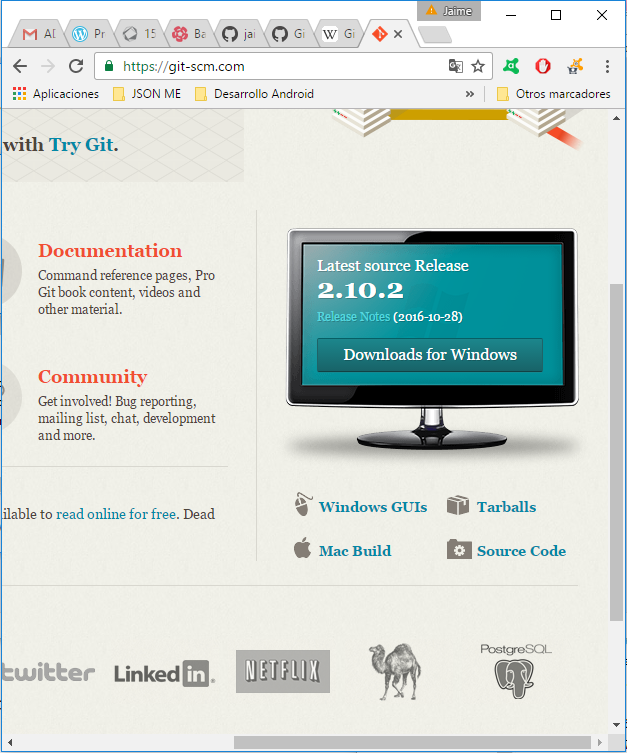 Jaime
AD
Pr
15
Ba
jai
Gi
Gi
https://git-scm.com
Aplicaciones
JSON ME
Desarrollo Android
»
Otros marcadores
with Try Git.
Documentation
Command reference pages, Pro
Git book content, videos and
other material.
Community
Get involved! Bug reporting,
mailing list, chat, development
and more.
ilable to read online for free. Dead
Latest source Release
2.10.2
Release Notes (2016-10-28)
Downloads for Windows
Windows GUIs
Tarballs
Mac Build
Source Code
twitter
Linked in.
NETFLIX
PostgreSQL